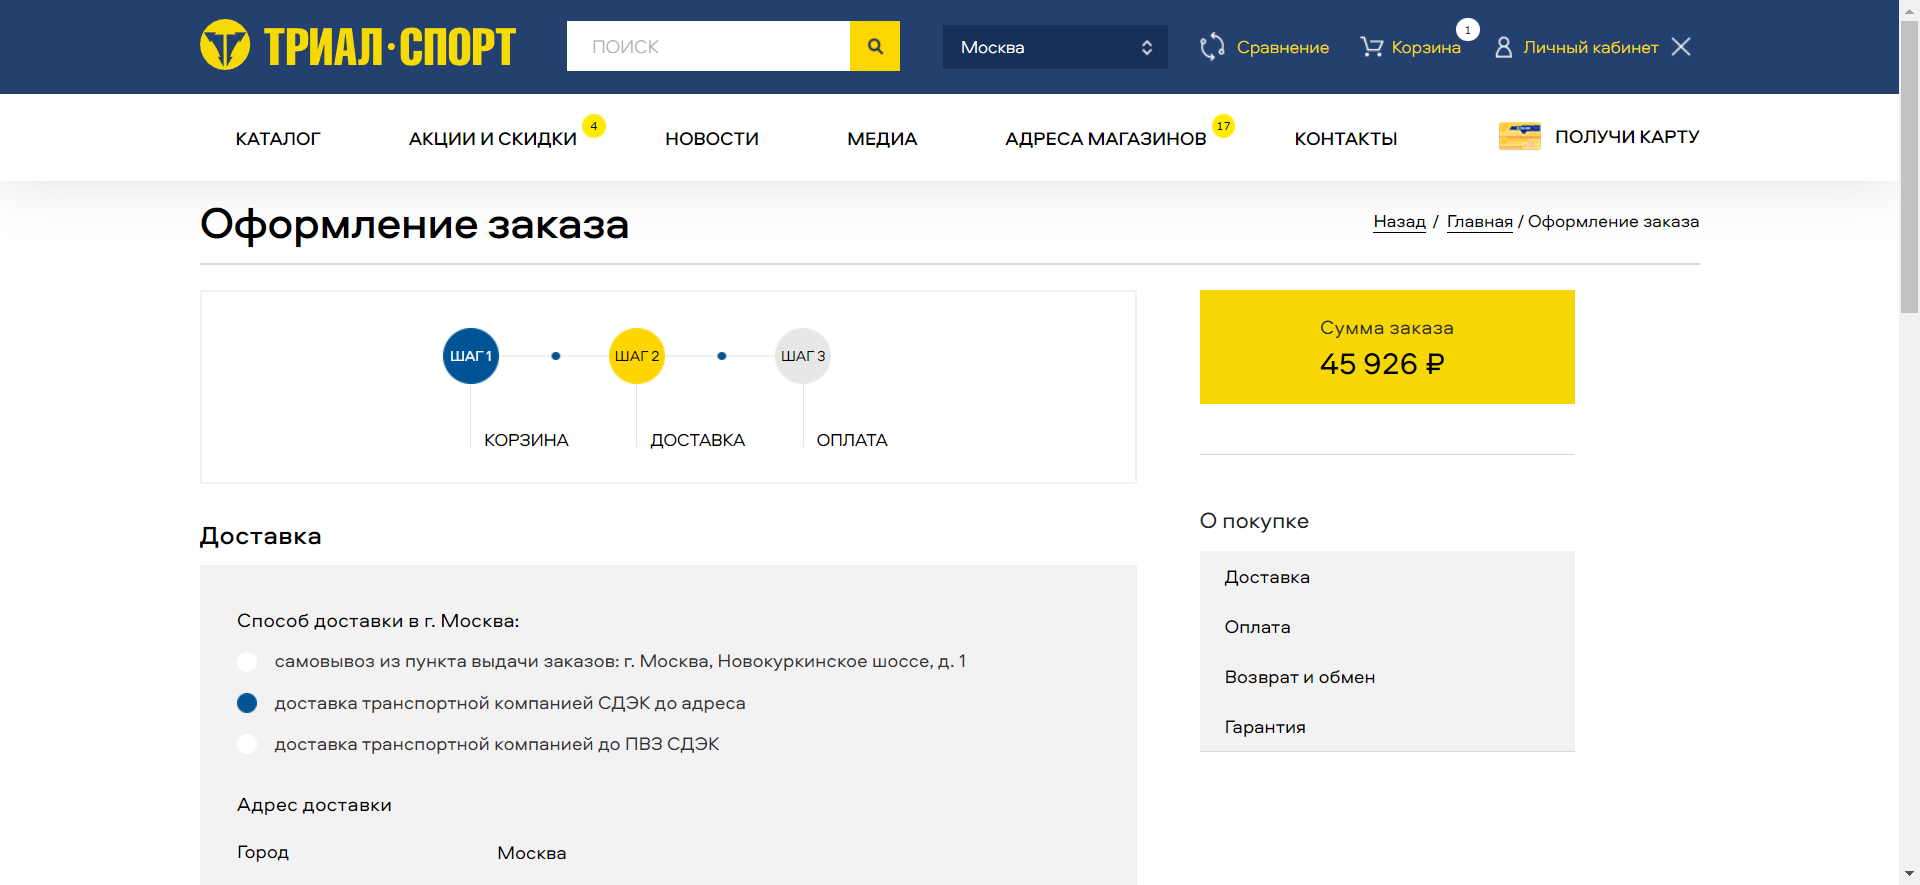 ТРИАЛ·СПОРТ
ПОИСК
Москва
Сравнение
Корзина
1
Личный кабинет
КАТАЛОГ
АКЦИИ И СКИДКИ
4
НОВОСТИ
МЕДИА
АДРЕСА МАГАЗИНОВ
17
КОНТАКТЫ
ПОЛУЧИ КАРТУ
Оформление заказа
Назад / Главная / Оформление заказа
ШАГ 1
ШАГ 2
ШАГ 3
КОРЗИНА
ДОСТАВКА
ОПЛАТА
Сумма заказа
45 926 ₽
О покупке
Доставка
Оплата
Возврат и обмен
Гарантия
Доставка
Способ доставки в г. Москва:
самовывоз из пункта выдачи заказов: г. Москва, Новокуркинское шоссе, д. 1
доставка транспортной компанией СДЭК до адреса
доставка транспортной компанией до ПВЗ СДЭК
Адрес доставки
Город Москва